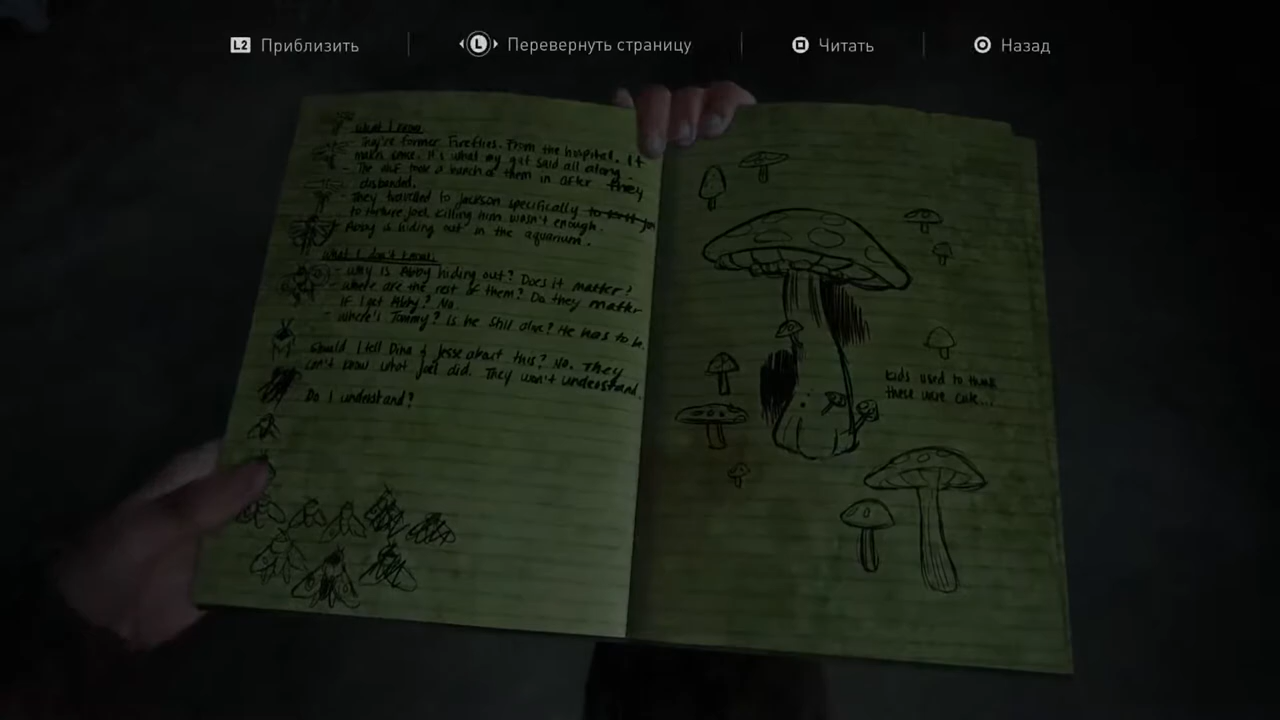 L2 Приблизить
L Перевернуть страницу
Читать
Назад
What I know
- They're former Fireflies. From the hospital. It
makes sense. It's what my gut said all along.
- The WLF took a bunch of them in after they
disbanded.
- They travelled to Jackson specifically to
to torture Joel. Killing him wasn't enough.
- Abby is hiding out in the aquarium.
What I don't know
- Why is Abby hiding out? Does it matter?
- Where are the rest of them? Do they matter
if I get Abby? No.
- Where's Tommy? Is he still alive? He has to be.
Should I tell Dina & Jesse about this? No. They
can't know what Joel did. They won't understand.
Do I understand?
Kids used to think
these were cute...